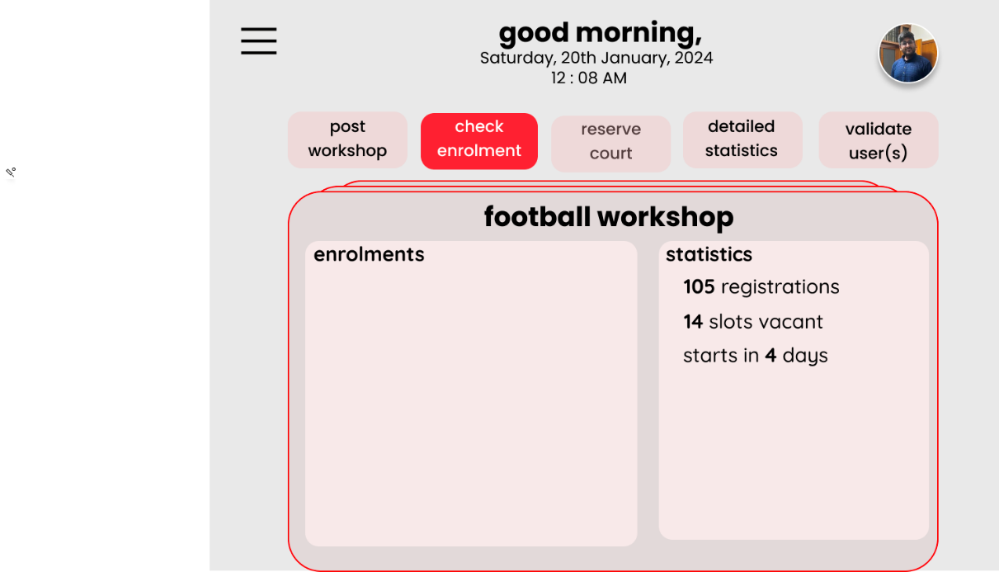 good morning,
Saturday, 20th January, 2024
12 : 08 AM
post
workshop
check
enrolment
reserve
court
detailed
statistics
validate
user(s)
football workshop
enrolments
statistics
105 registrations
14 slots vacant
starts in 4 days